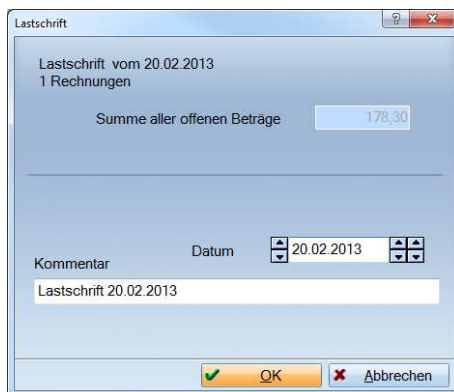 Lastschrift
Lastschrift vom 20.02.2013
1 Rechnungen
Summe aller offenen Beträge 178,30
Datum 20.02.2013
Kommentar
Lastschrift 20.02.2013
OK Abbrechen